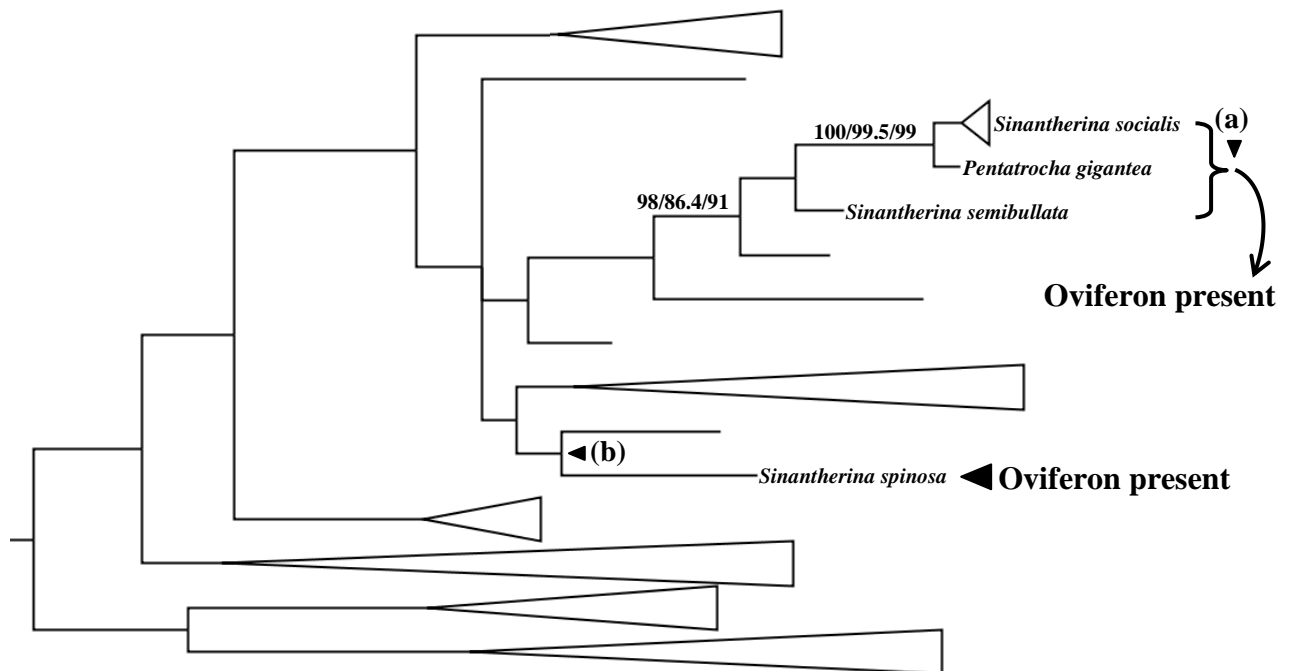 100/99.5/99
Sinantherina socialis
(a)
Pentatrocha gigantea
98/86.4/91
Sinantherina semibullata
Oviferon present
(b)
Sinantherina spinosa
Oviferon present